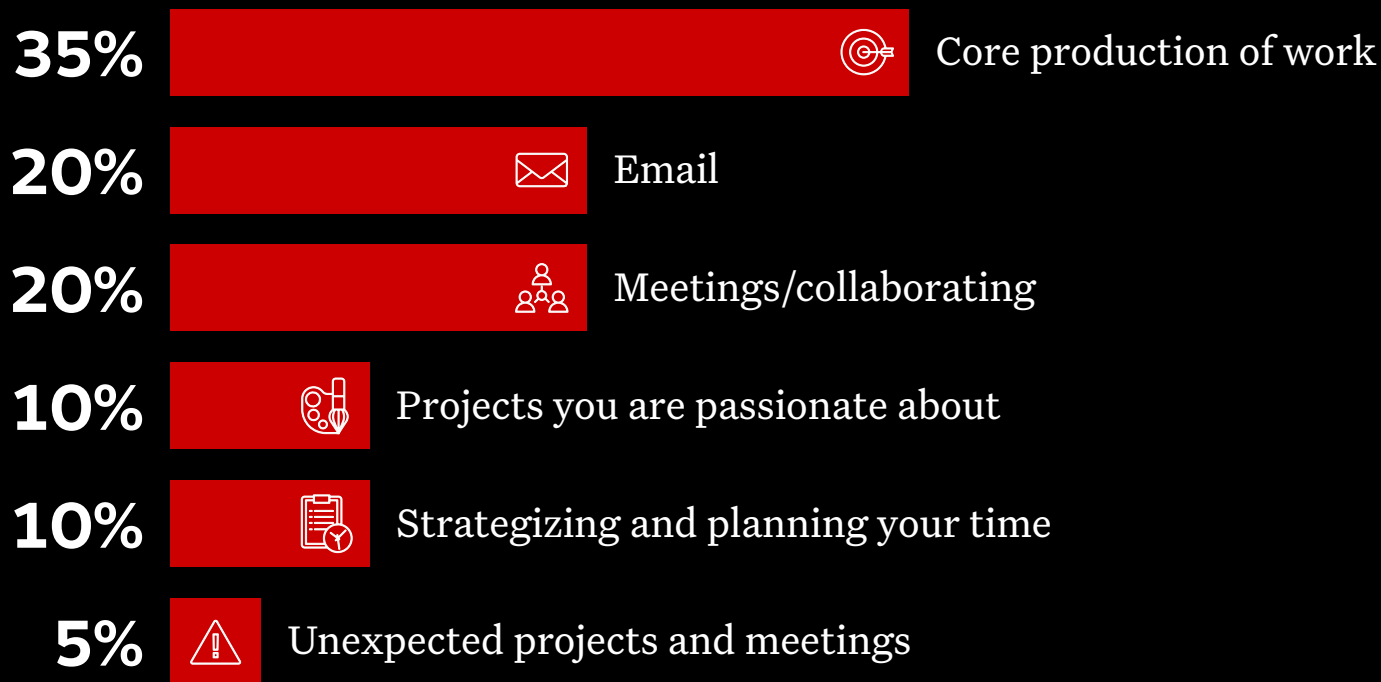 35% Core production of work
20% Email
20% Meetings/collaborating
10% Projects you are passionate about
10% Strategizing and planning your time
5% Unexpected projects and meetings